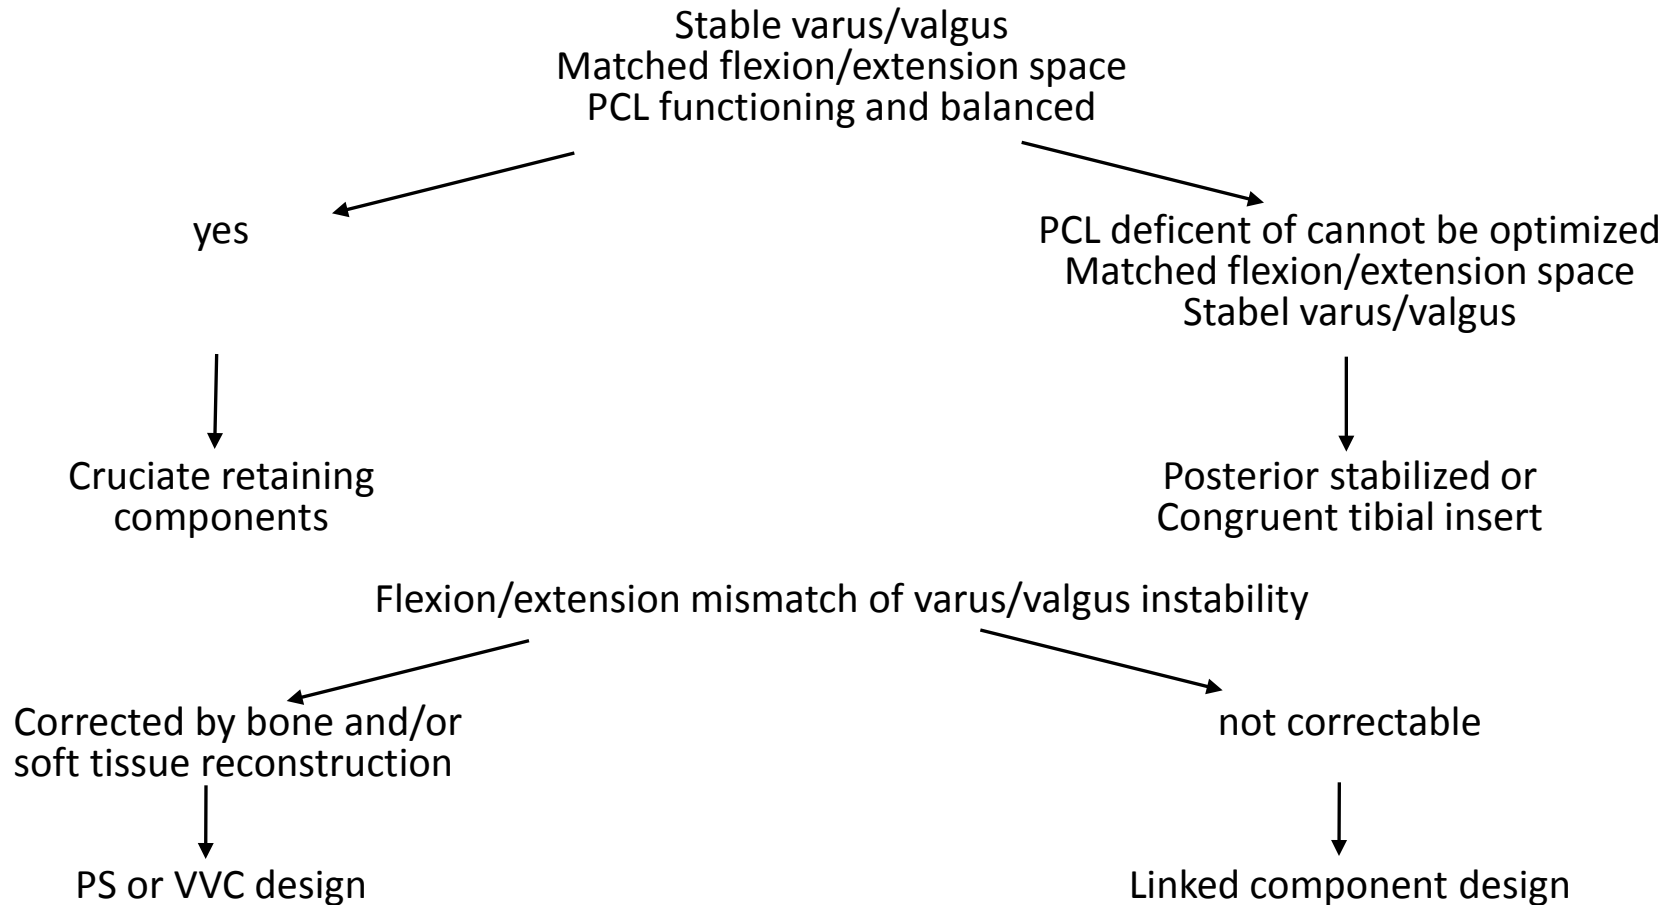 Stable varus/valgus
Matched flexion/extension space
PCL functioning and balanced
yes
PCL deficent of cannot be optimized
Matched flexion/extension space
Stabel varus/valgus
Cruciate retaining
components
Posterior stabilized or
Congruent tibial insert
Flexion/extension mismatch of varus/valgus instability
Corrected by bone and/or
soft tissue reconstruction
not correctable
PS or VVC design
Linked component design